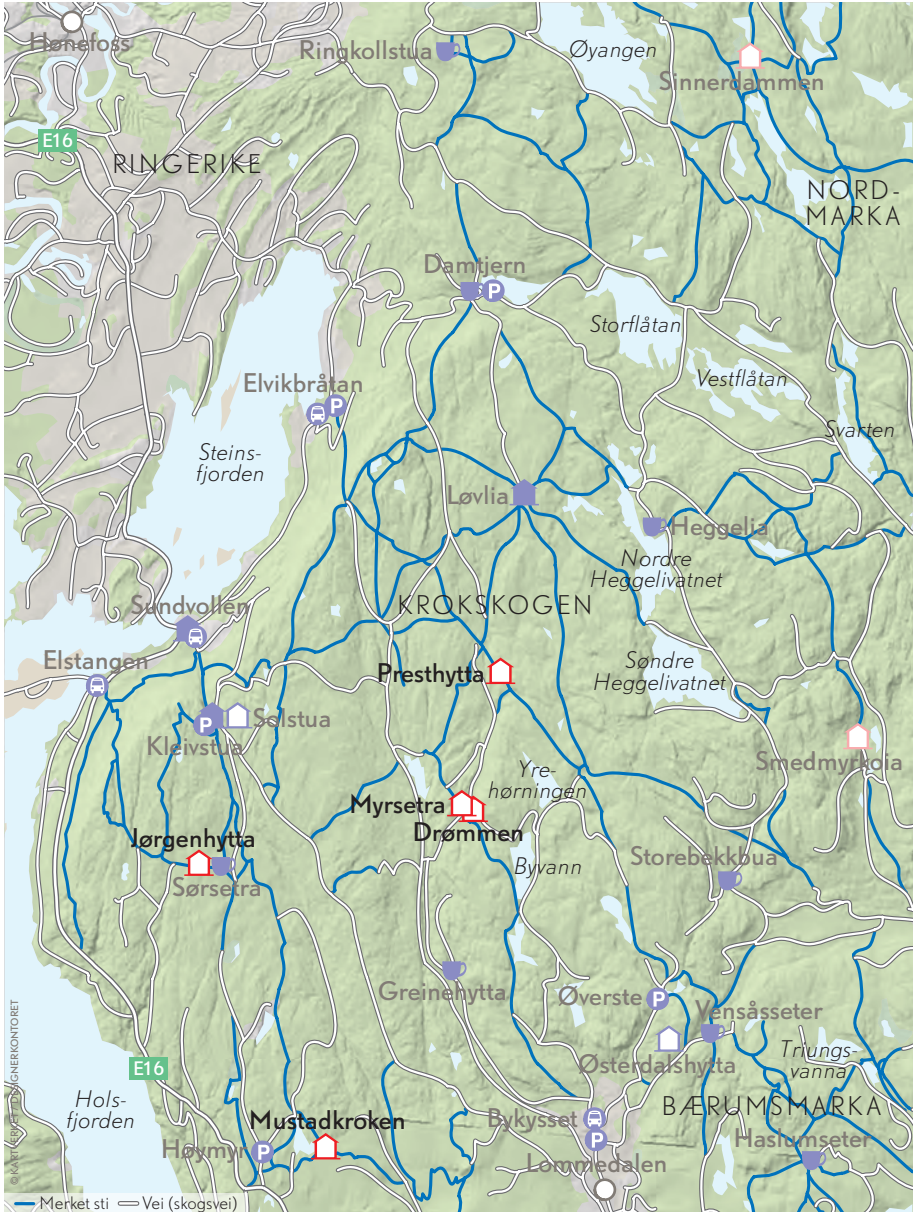 Hønefoss
Ringkollstua
Øyangen
Sinnerdammen
E16
RINGERIKE
NORD-
MARKA
Damtjern
P
Storflåtan
Vestflåtan
Elvikbråtan
P
Svarten
Steins-
fjorden
Løvlia
Heggelia
Nordre
Heggelivatnet
KROKSKOGEN
Sundvollen
Elstangen
Presthytta
Søndre
Heggelivatnet
P
Solstua
Kleivstua
Smedmyrkoia
Yre-
hørningen
Myrsetra
Drømmen
Jørgenhytta
Storebekkbua
Byvann
Sørsetra
Greinehytta
Øverste
P
Vensåsseter
Østerdalshytta
Triungs-
vanna
E16
Hols-
fjorden
BÆRUMSMARKA
Mustadkroken
Bykysset
P
Høymyr
P
Haslumseter
Lommedalen
© KARTVERKET / DESIGNERKONTORET
Merket sti
Vei (skogsvei)